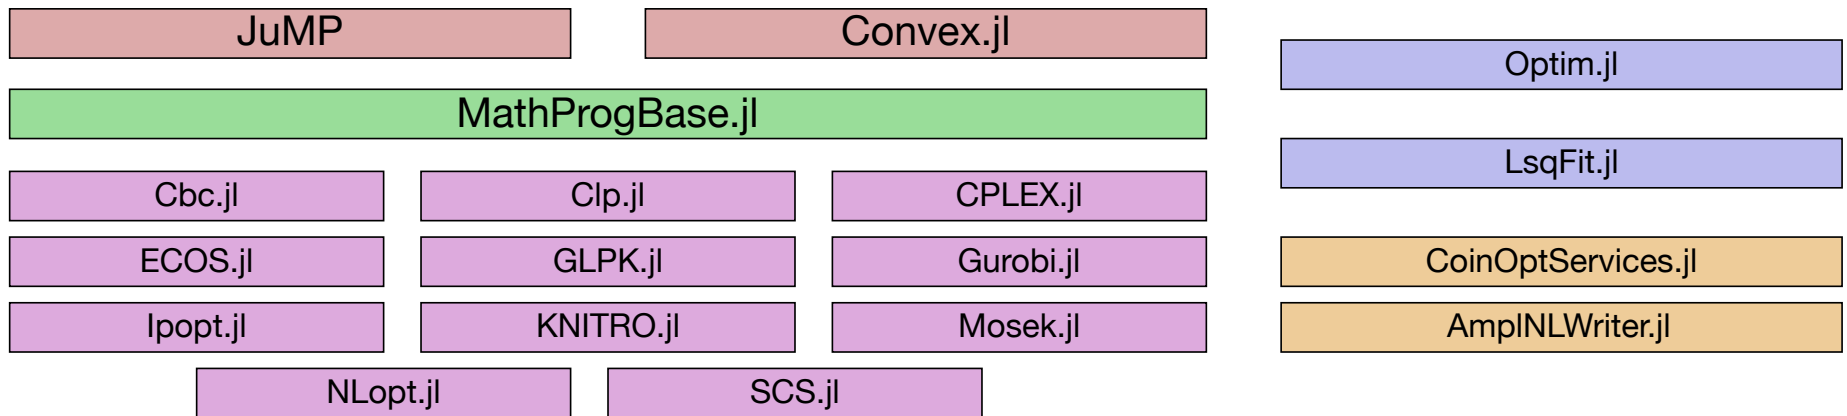 JuMP
Convex.jl
MathProgBase.jl
Cbc.jl
Clp.jl
CPLEX.jl
ECOS.jl
GLPK.jl
Gurobi.jl
Ipopt.jl
KNITRO.jl
Mosek.jl
NLopt.jl
SCS.jl
Optim.jl
LsqFit.jl
CoinOptServices.jl
AmplNLWriter.jl